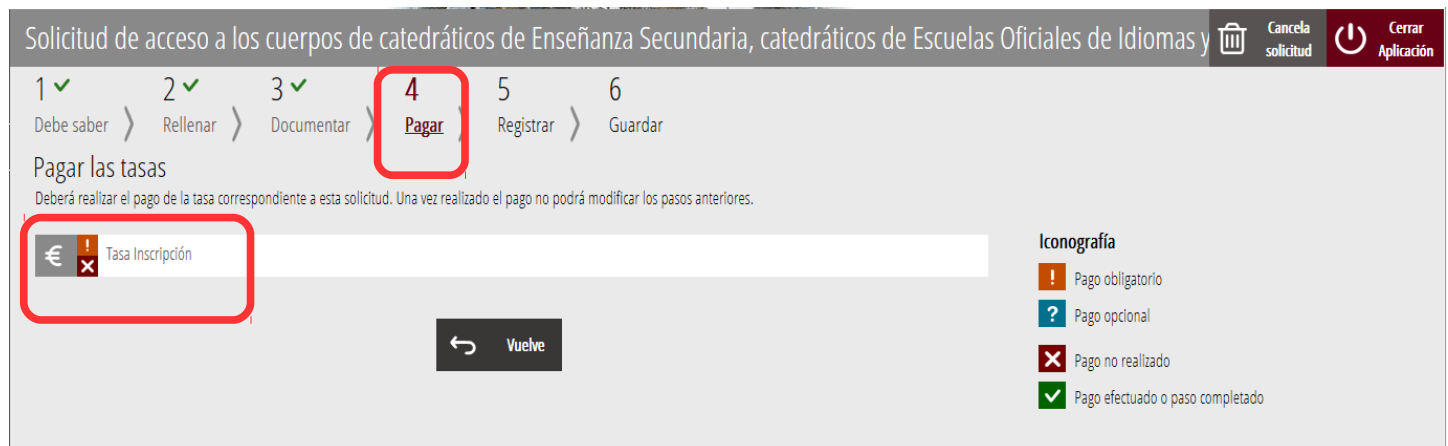 Solicitud de acceso a los cuerpos de catedráticos de Enseñanza Secundaria, catedráticos de Escuelas Oficiales de Idiomas y
Cancela
solicitud
Cerrar
Aplicación
1 2 3 4 5 6
Debe saber Rellenar Documentar Pagar Registrar Guardar
Pagar las tasas
Deberá realizar el pago de la tasa correspondiente a esta solicitud. Una vez realizado el pago no podrá modificar los pasos anteriores.
€ ! Tasa Inscripción
Vuelve
Iconografía
! Pago obligatorio
? Pago opcional
Pago no realizado
Pago efectuado o paso completado